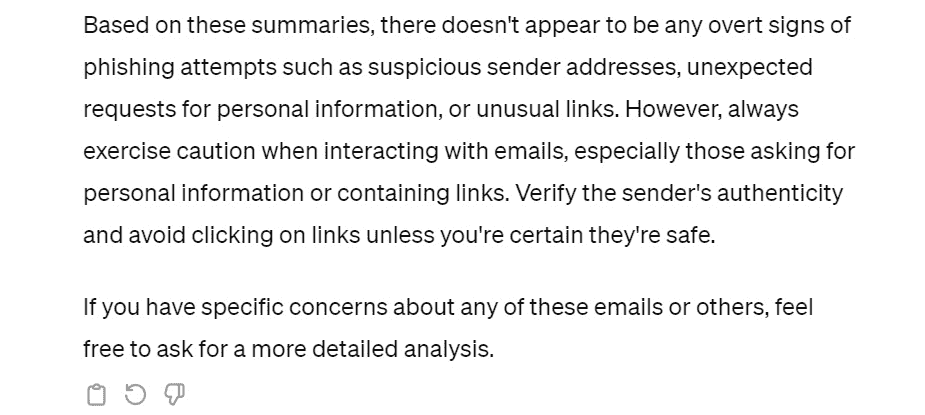 Based on these summaries, there doesn't appear to be any overt signs of
phishing attempts such as suspicious sender addresses, unexpected
requests for personal information, or unusual links. However, always
exercise caution when interacting with emails, especially those asking for
personal information or containing links. Verify the sender's authenticity
and avoid clicking on links unless you're certain they're safe.
If you have specific concerns about any of these emails or others, feel
free to ask for a more detailed analysis.